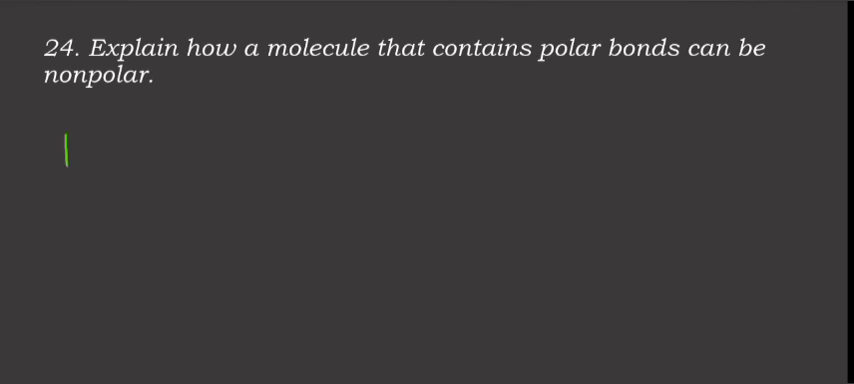 24. Explain how a molecule that contains polar bonds can be
nonpolar.